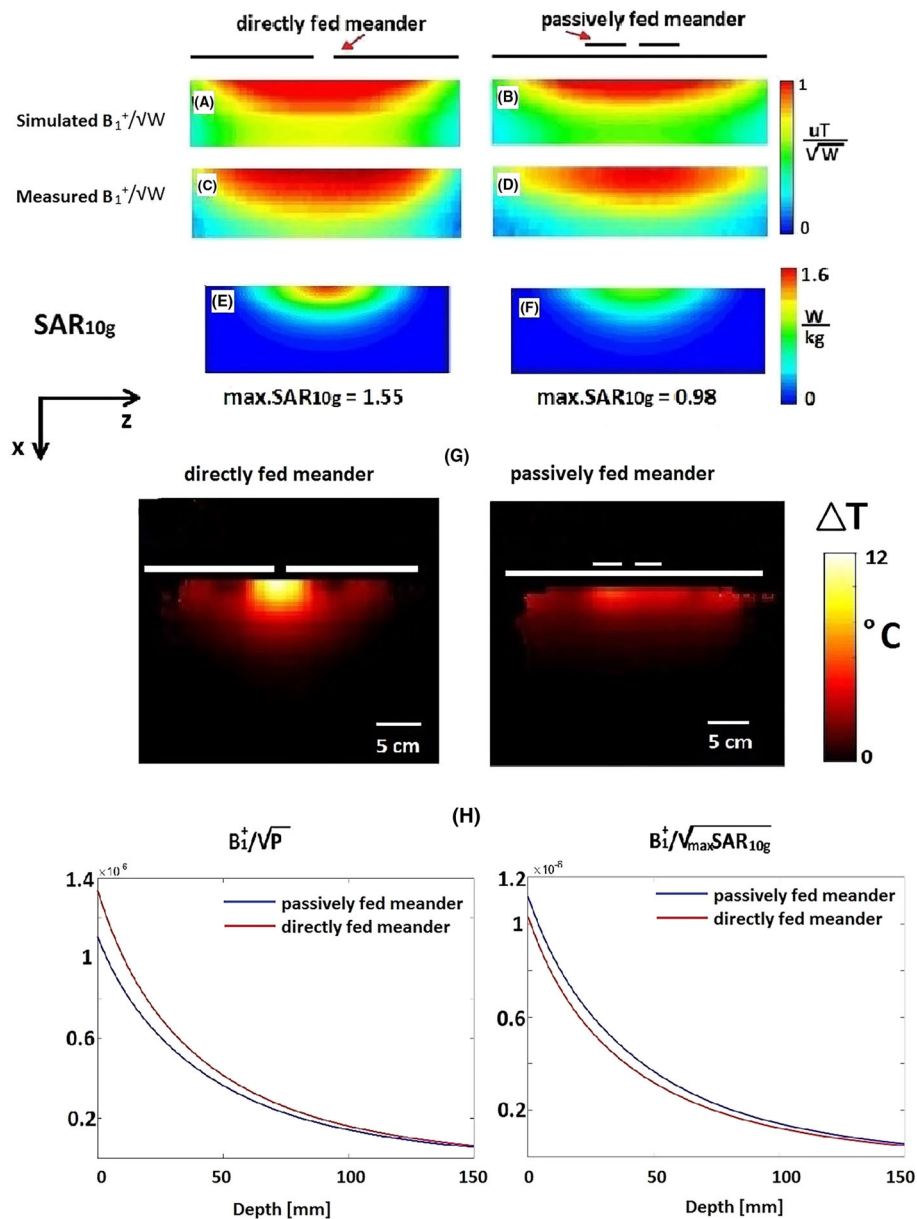 directly fed meander
passively fed meander
Simulated B₁⁺/√W
(A)
(B)
1
uT
√W
0
Measured B₁⁺/√W
(C)
(D)
SAR10g
(E)
(F)
1.6
W
kg
0
max.SAR10g = 1.55
max.SAR10g = 0.98
z
x
(G)
directly fed meander
passively fed meander
△T
12
° C
0
5 cm
5 cm
(H)
B₁⁺/√P
×10⁻⁶
1.4
1
0.6
0.2
passively fed meander
directly fed meander
0
50
100
150
Depth [mm]
B₁⁺/√maxSAR10g
×10⁻⁶
1.2
1
0.6
0.2
passively fed meander
directly fed meander
0
50
100
150
Depth [mm]